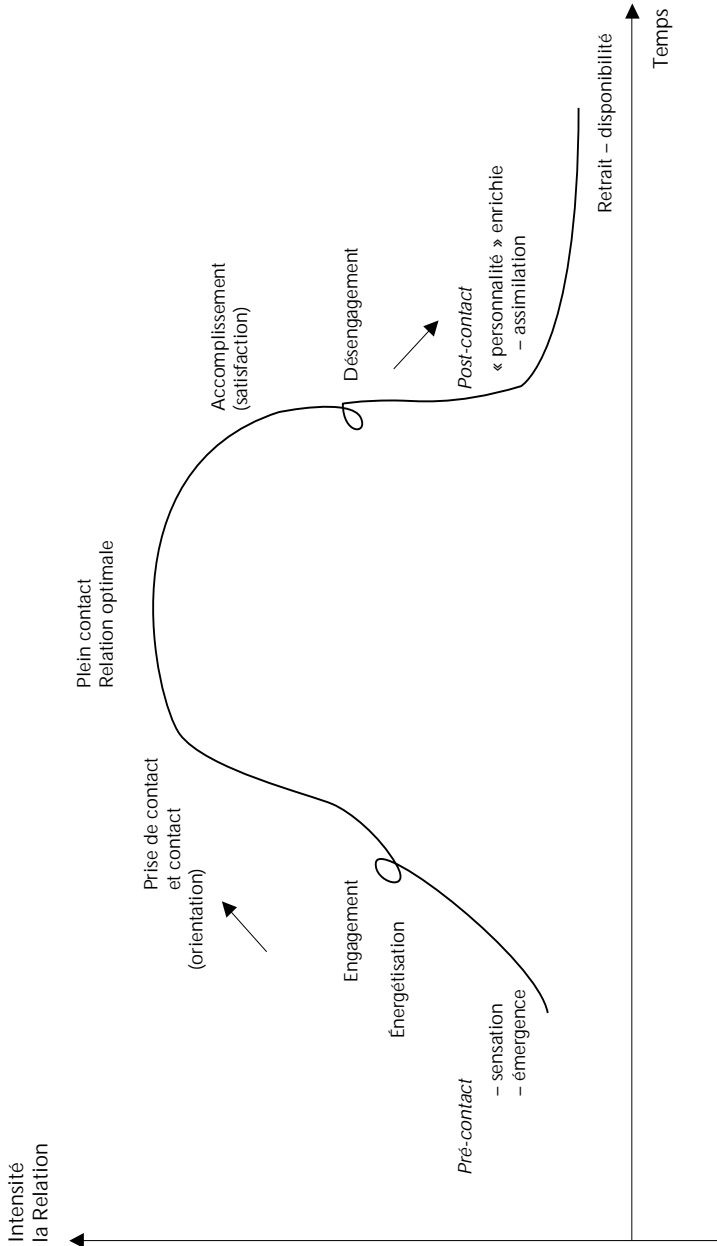 Intensité
la Relation
Pré-contact
– sensation
– émergence
Énergétisation
Engagement
Prise de contact
et contact
(orientation)
Plein contact
Relation optimale
Accomplissement
(satisfaction)
Désengagement
Post-contact
« personnalité » enrichie
– assimilation
Retrait – disponibilité
Temps